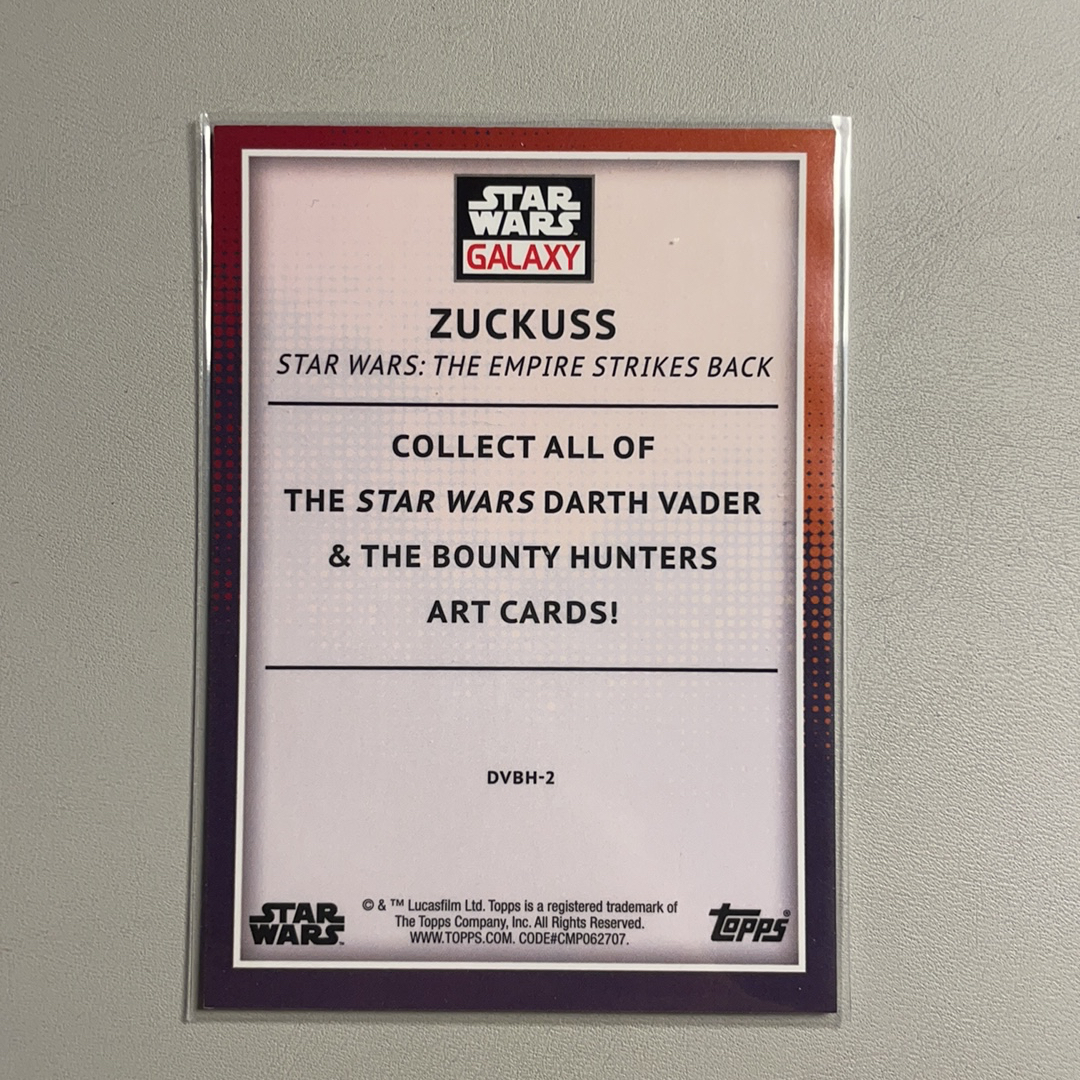 STAR
WARS
GALAXY
ZUCKUSS
STAR WARS: THE EMPIRE STRIKES BACK
COLLECT ALL OF
THE STAR WARS DARTH VADER
& THE BOUNTY HUNTERS
ART CARDS!
DVBH-2
STAR
WARS
© & ™ Lucasfilm Ltd. Topps is a registered trademark of
The Topps Company, Inc. All Rights Reserved.
WWW.TOPPS.COM. CODE#CMP062707.
topps®